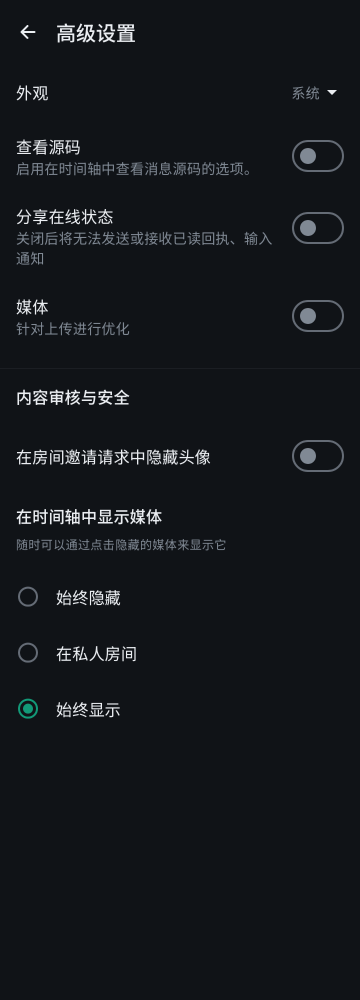 高级设置
外观
系统
查看源码
启用在时间轴中查看消息源码的选项。
分享在线状态
关闭后将无法发送或接收已读回执、输入
通知
媒体
针对上传进行优化
内容审核与安全
在房间邀请请求中隐藏头像
在时间轴中显示媒体
随时可以通过点击隐藏的媒体来显示它
始终隐藏
在私人房间
始终显示